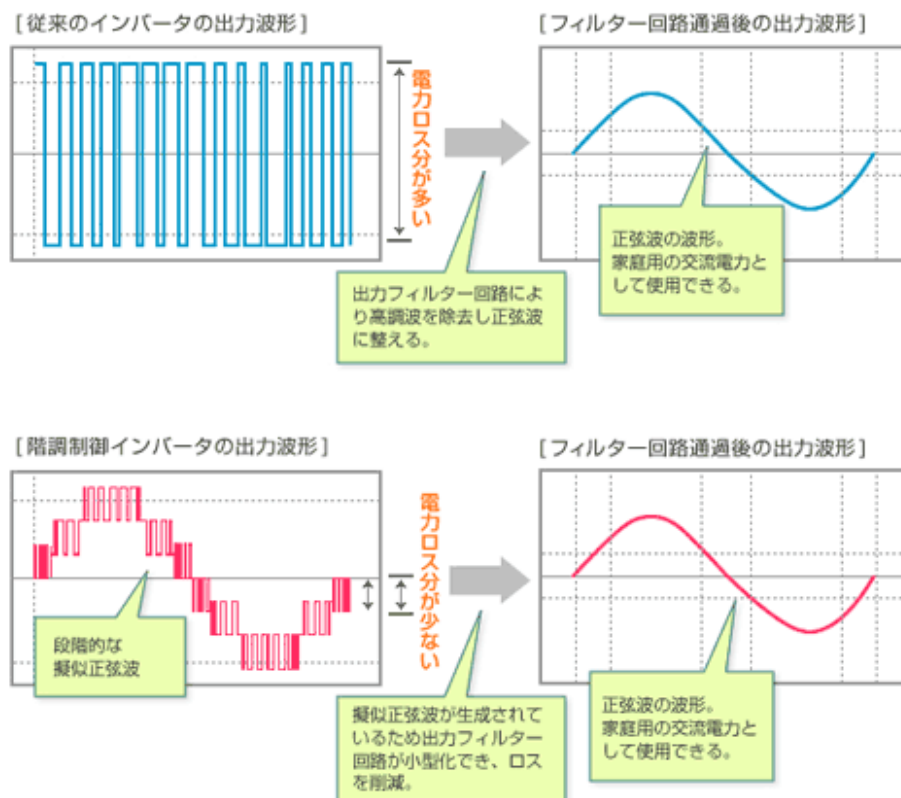 [従来のインバータの出力波形]
[フィルター回路通過後の出力波形]
電力ロス分が多い
出力フィルター回路によ
り高調波を除去し正弦波
に整える。
正弦波の波形。
家庭用の交流電力と
して使用できる。
[階調制御インバータの出力波形]
[フィルター回路通過後の出力波形]
電力ロス分が少ない
段階的な
擬似正弦波
擬似正弦波が生成されて
いるため出力フィルター
回路が小型化でき、ロス
を削減。
正弦波の波形。
家庭用の交流電力と
して使用できる。